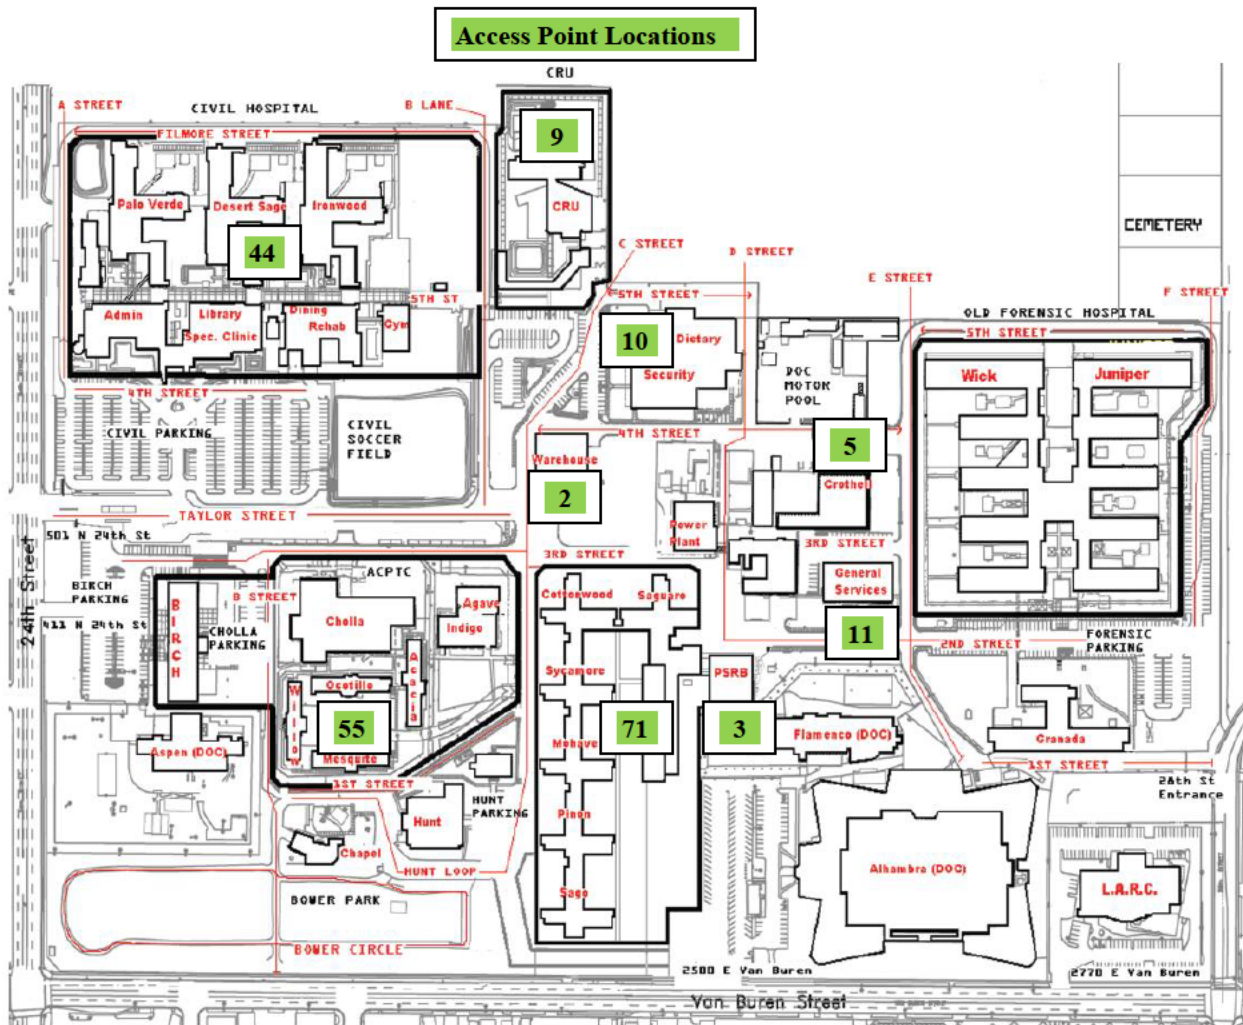 Access Point Locations
CRU
A STREET
CIVIL HOSPITAL
B LANE
FILMORE STREET
9
Palo Verde
Desert Sage
Ironwood
CRU
CEMETERY
44
C STREET
D STREET
E STREET
F STREET
5TH ST
5TH STREET
OLD FORENSIC HOSPITAL
5TH STREET
Admin
Library
Spec. Clinic
Dining
Rehab
Gym
10
Dietary
Security
DOC
MOTOR
POOL
Wick
Juniper
4TH STREET
CIVIL PARKING
CIVIL
SOCCER
FIELD
4TH STREET
5
Warehouse
2
Crothell
TAYLOR STREET
501 N 24th St
Power
Plant
3RD STREET
3RD STREET
24th Street
BIRCH
PARKING
411 N 24th St
BIRCH
B STREET
CHOLLA
PARKING
ACPTC
Cholla
Agave
Indigo
Acacia
Cottonwood
Saguaro
General
Services
11
2ND STREET
FORENSIC
PARKING
Ocotillo
Willow
55
Mesquite
Sycamore
PSRB
Mohave
71
3
Flamenco (DOC)
Granada
Aspen (DOC)
1ST STREET
1ST STREET
28th St
Entrance
HUNT
PARKING
Hunt
Chapel
HUNT LOOP
Pinon
Sago
Alhambra (DOC)
L.A.R.C.
BOWER PARK
BOWER CIRCLE
2500 E Van Buren
2770 E Van Buren
Van Buren Street